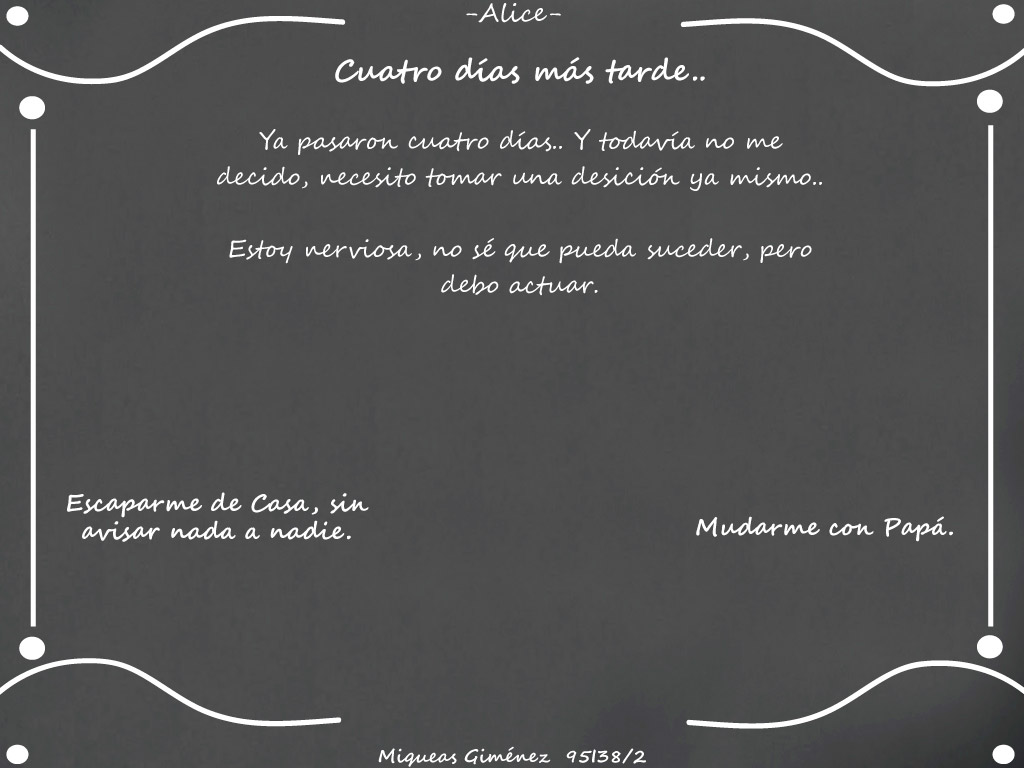 -Alice-
Cuatro días más tarde..
Ya pasaron cuatro días.. Y todavía no me
decido, necesito tomar una desición ya mismo..
Estoy nerviosa, no sé que pueda suceder, pero
debo actuar.
Escaparme de Casa, sin
avisar nada a nadie.
Mudarme con Papá.
Miqueas Giménez 95138/2